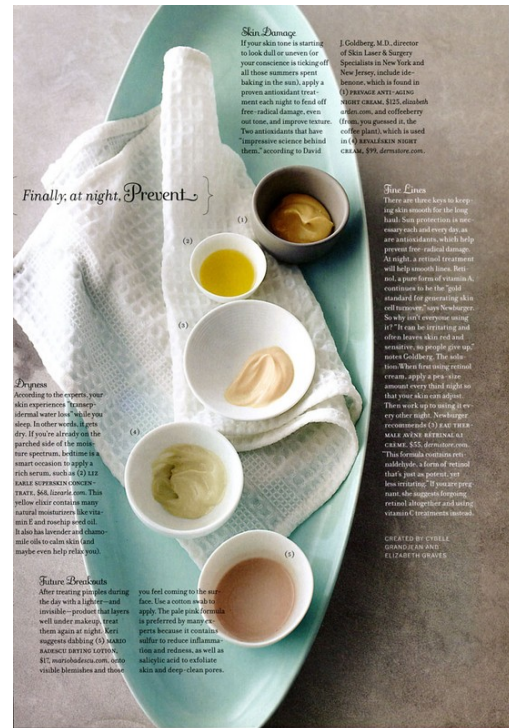 Skin Damage
If your skin tone is starting
to look dull or uneven (or
your conscience is ticking off
all those summers spent
baking in the sun), apply a
proven antioxidant treat-
ment each night to fend off
free-radical damage, even
out tone, and improve texture.
Two antioxidants that have
"impressive science behind
them," according to David
J. Goldberg, M.D., director
of Skin Laser & Surgery
Specialists in New York and
New Jersey, include ide-
benone, which is found in
(1) PREVAGE ANTI-AGING
NIGHT CREAM, $125, elizabeth
arden.com, and coffeeberry
(from, you guessed it, the
coffee plant), which is used
in (4) REVALÉSKIN NIGHT
CREAM, $99, dermstore.com.
{ Finally, at night, Prevent }
(1)
(2)
(3)
(4)
(5)
Fine Lines
There are three keys to keep-
ing skin smooth for the long
haul: Sun protection is nec-
essary each and every day, as
are antioxidants, which help
prevent free-radical damage.
At night, a retinol treatment
will help smooth lines. Reti-
nol, a pure form of vitamin A,
continues to be the "gold
standard for generating skin
cell turnover," says Newburger.
So why isn't everyone using
it? "It can be irritating and
often leaves skin red and
sensitive, so people give up,"
notes Goldberg. The solu-
tion? When first using retinol
cream, apply a pea-size
amount every third night so
that your skin can adjust.
Then work up to using it ev-
ery other night. Newburger
recommends (3) EAU THER-
MALE AVÈNE RÉTRINAL 0.1
CRÈME, $55, dermstore.com.
"This formula contains reti-
naldehyde, a form of retinol
that's just as potent, yet
less irritating." If you are preg-
nant, she suggests forgoing
retinol altogether and using
vitamin C treatments instead.
CREATED BY CYBELE
GRANDJEAN AND
ELIZABETH GRAVES
Dryness
According to the experts, your
skin experiences "transep-
idermal water loss" while you
sleep. In other words, it gets
dry. If you're already on the
parched side of the mois-
ture spectrum, bedtime is a
smart occasion to apply a
rich serum, such as (2) LIZ
EARLE SUPERSKIN CONCEN-
TRATE, $68, lizearle.com. This
yellow elixir contains many
natural moisturizers like vita-
min E and rosehip seed oil.
It also has lavender and chamo-
mile oils to calm skin (and
maybe even help relax you).
Future Breakouts
After treating pimples during
the day with a lighter—and
invisible—product that layers
well under makeup, treat
them again at night. Keri
suggests dabbing (5) MARIO
BADESCU DRYING LOTION,
$17, mariobadescu.com, onto
visible blemishes and those
you feel coming to the sur-
face. Use a cotton swab to
apply. The pale pink formula
is preferred by many ex-
perts because it contains
sulfur to reduce inflamma-
tion and redness, as well as
salicylic acid to exfoliate
skin and deep-clean pores.